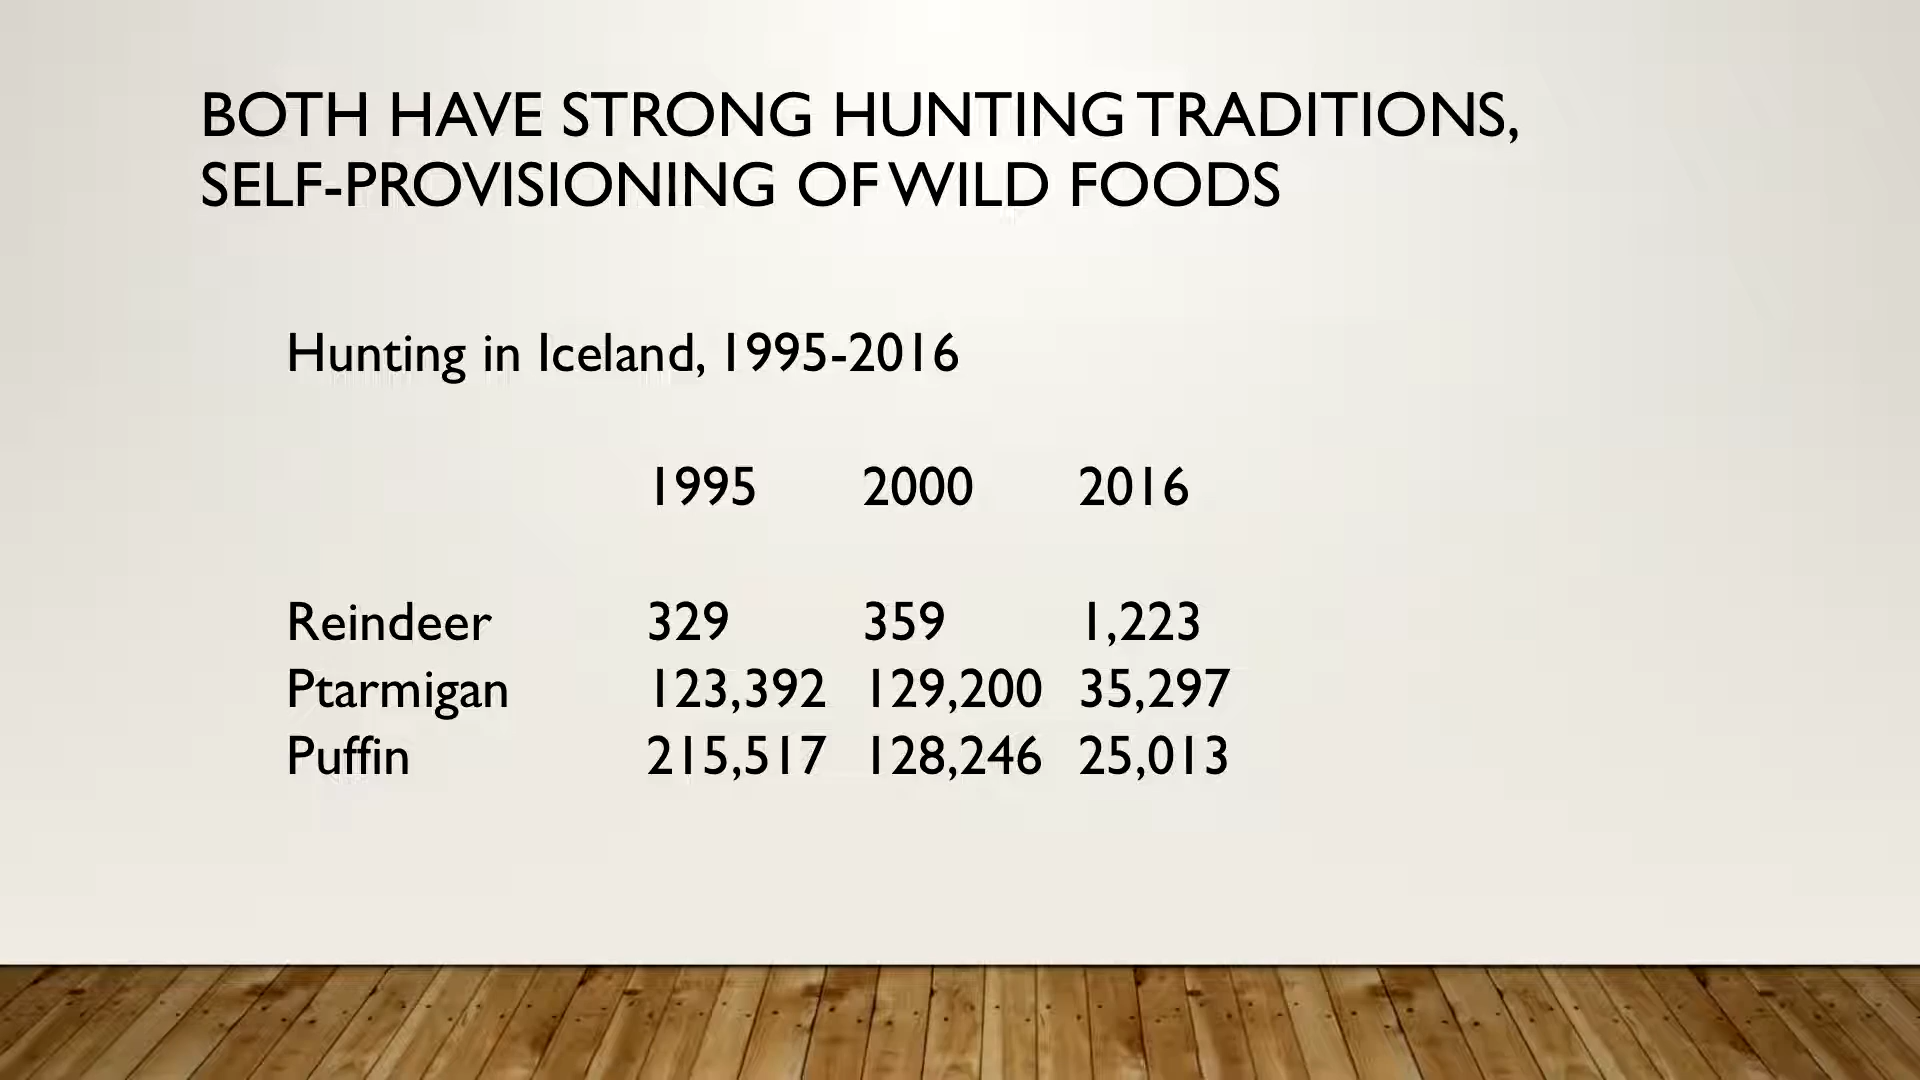 BOTH HAVE STRONG HUNTING TRADITIONS,
SELF-PROVISIONING OF WILD FOODS
Hunting in Iceland, 1995-2016
1995 2000 2016
Reindeer 329 359 1,223
Ptarmigan 123,392 129,200 35,297
Puffin 215,517 128,246 25,013